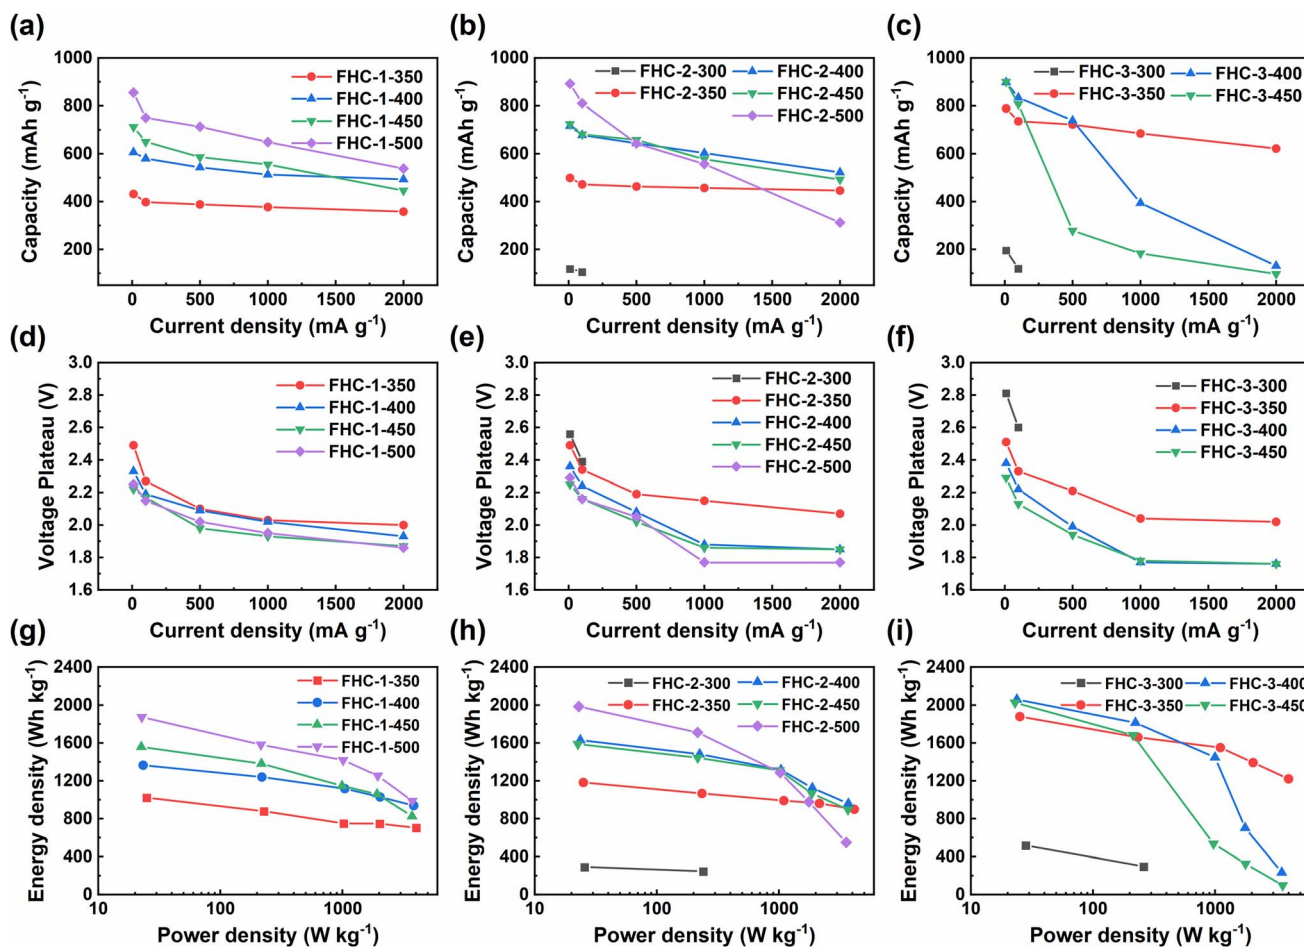 (a)
1000
800
600
400
200
Capacity (mAh g⁻¹)
FHC-1-350
FHC-1-400
FHC-1-450
FHC-1-500
0 500 1000 1500 2000
Current density (mA g⁻¹)
(b)
1000
800
600
400
200
Capacity (mAh g⁻¹)
FHC-2-300 FHC-2-400
FHC-2-350 FHC-2-450
FHC-2-500
0 500 1000 1500 2000
Current density (mA g⁻¹)
(c)
1000
800
600
400
200
Capacity (mAh g⁻¹)
FHC-3-300 FHC-3-400
FHC-3-350 FHC-3-450
0 500 1000 1500 2000
Current density (mA g⁻¹)
(d)
3.0
2.8
2.6
2.4
2.2
2.0
1.8
1.6
Voltage Plateau (V)
FHC-1-350
FHC-1-400
FHC-1-450
FHC-1-500
0 500 1000 1500 2000
Current density (mA g⁻¹)
(e)
3.0
2.8
2.6
2.4
2.2
2.0
1.8
1.6
Voltage Plateau (V)
FHC-2-300
FHC-2-350
FHC-2-400
FHC-2-450
FHC-2-500
0 500 1000 1500 2000
Current density (mA g⁻¹)
(f)
3.0
2.8
2.6
2.4
2.2
2.0
1.8
1.6
Voltage Plateau (V)
FHC-3-300
FHC-3-350
FHC-3-400
FHC-3-450
0 500 1000 1500 2000
Current density (mA g⁻¹)
(g)
2400
2000
1600
1200
800
400
0
Energy density (Wh kg⁻¹)
FHC-1-350
FHC-1-400
FHC-1-450
FHC-1-500
10 100 1000
Power density (W kg⁻¹)
(h)
2400
2000
1600
1200
800
400
0
Energy density (Wh kg⁻¹)
FHC-2-300 FHC-2-400
FHC-2-350 FHC-2-450
FHC-2-500
10 100 1000
Power density (W kg⁻¹)
(i)
2400
2000
1600
1200
800
400
0
Energy density (Wh kg⁻¹)
FHC-3-300 FHC-3-400
FHC-3-350 FHC-3-450
10 100 1000
Power density (W kg⁻¹)